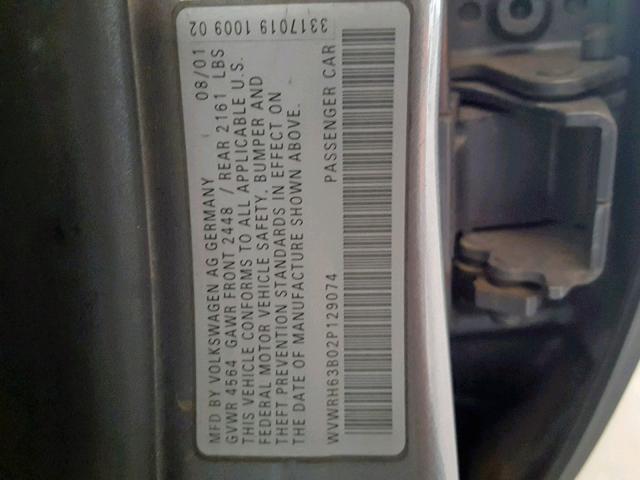 MFD BY VOLKSWAGEN AG GERMANY 08/01
GVWR 4564 GAWR FRONT 2448 / REAR 2161 LBS
THIS VEHICLE CONFORMS TO ALL APPLICABLE U.S.
FEDERAL MOTOR VEHICLE SAFETY, BUMPER AND
THEFT PREVENTION STANDARDS IN EFFECT ON
THE DATE OF MANUFACTURE SHOWN ABOVE.
WVWRH63B02P129074 PASSENGER CAR
3317019 1009 02